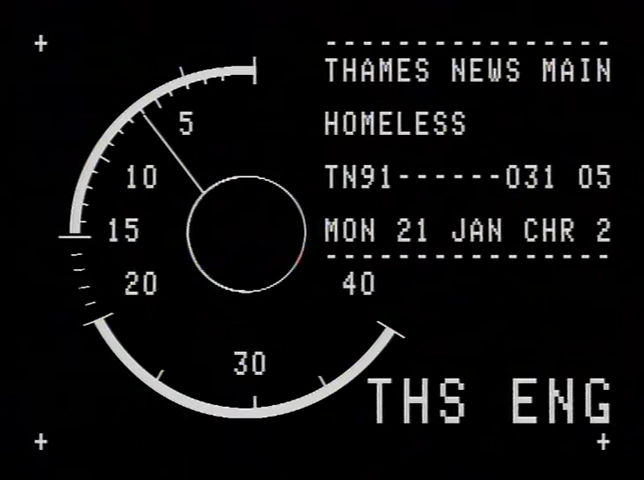 THAMES NEWS MAIN
HOMELESS
TN91------031 05
MON 21 JAN CHR 2
5
10
15
20
30
40
THS ENG